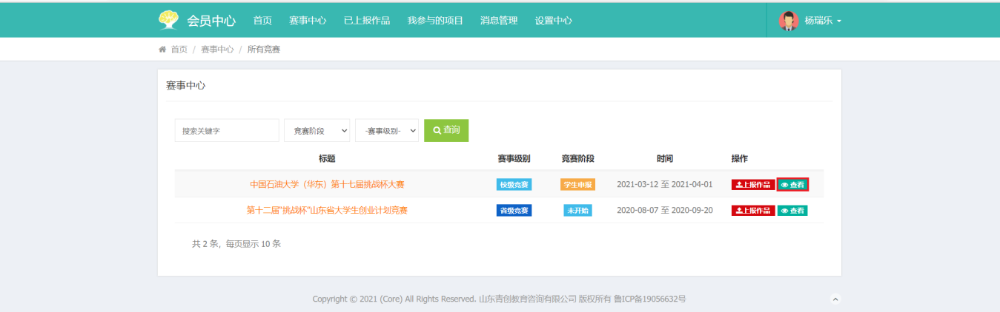 会员中心 首页 赛事中心 已上报作品 我参与的项目 消息管理 设置中心 杨瑞乐
首页 / 赛事中心 / 所有竞赛
赛事中心
搜索关键字 竞赛阶段 -赛事级别- 查询
标题 赛事级别 竞赛阶段 时间 操作
中国石油大学（华东）第十七届挑战杯大赛 校级竞赛 学生申报 2021-03-12 至 2021-04-01 上报作品 查看
第十二届"挑战杯"山东省大学生创业计划竞赛 省级竞赛 未开始 2020-08-07 至 2020-09-20 上报作品 查看
共 2 条，每页显示 10 条
Copyright © 2021 (Core) All Rights Reserved. 山东青创教育咨询有限公司 版权所有 鲁ICP备19056632号